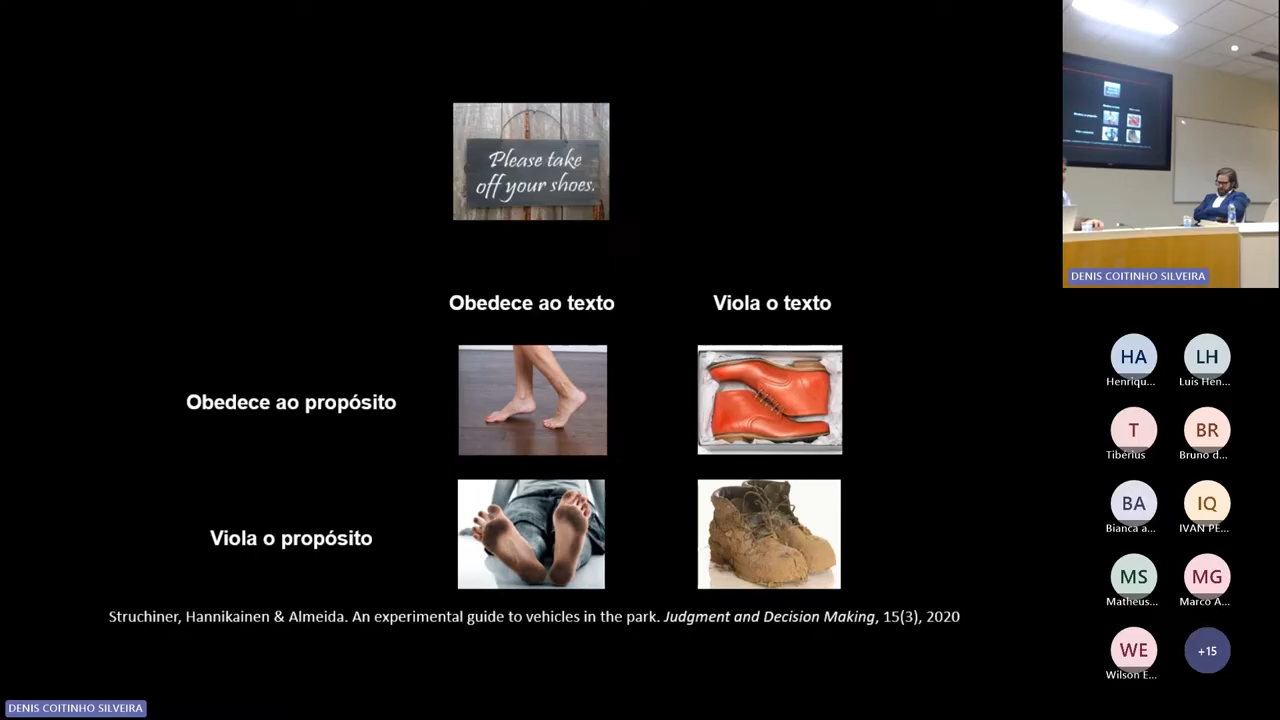 Please take
off your shoes.
Obedece ao texto
Viola o texto
Obedece ao propósito
Viola o propósito
Struchiner, Hannikainen & Almeida. An experimental guide to vehicles in the park. Judgment and Decision Making, 15(3), 2020
DENIS COITINHO SILVEIRA
DENIS COITINHO SILVEIRA
HA
Henriqu...
LH
Luis Hen...
T
Tibérius
BR
Bruno d...
BA
Bianca a...
IQ
IVAN PE...
MS
Matheus...
MG
Marco A...
WE
Wilson E...
+15